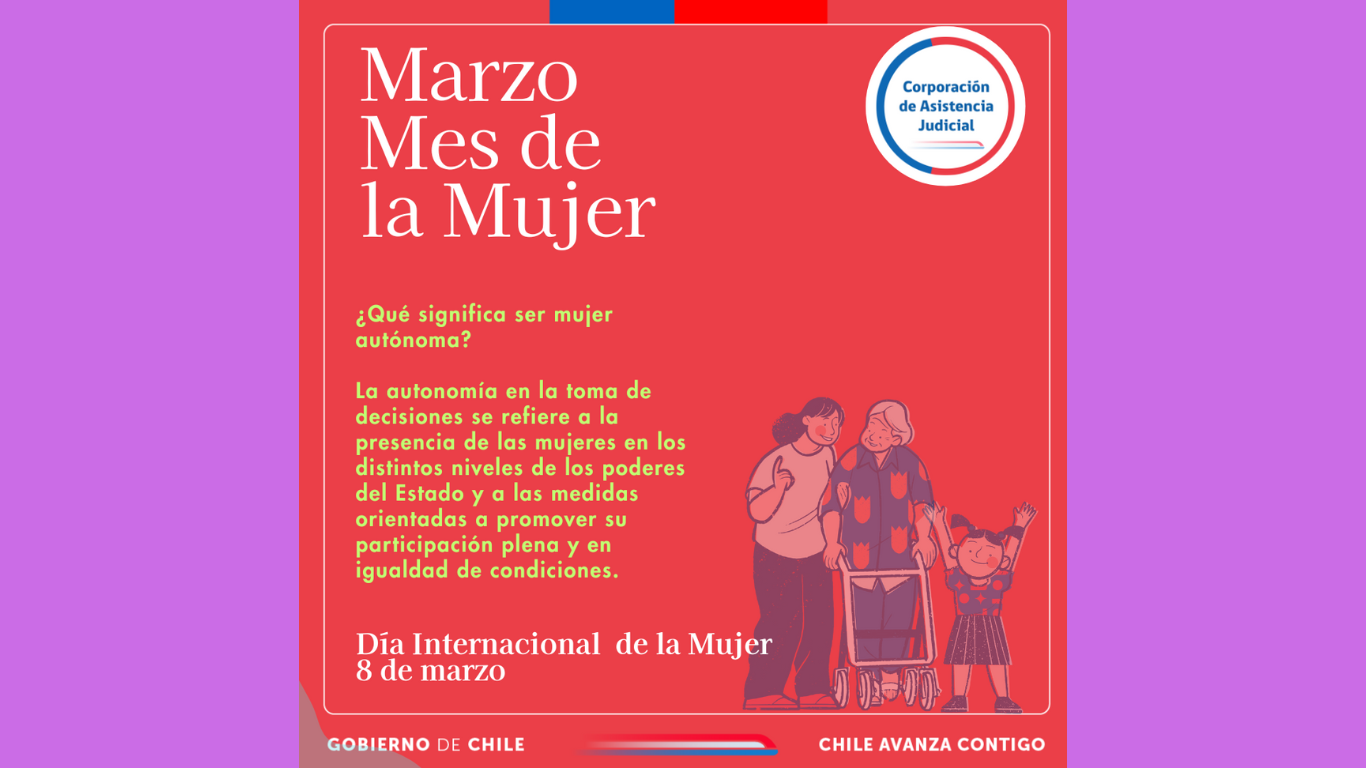 Marzo
Mes de
la Mujer
Corporación
de Asistencia
Judicial
¿Qué significa ser mujer
autónoma?
La autonomía en la toma de
decisiones se refiere a la
presencia de las mujeres en los
distintos niveles de los poderes
del Estado y a las medidas
orientadas a promover su
participación plena y en
igualdad de condiciones.
Día Internacional de la Mujer
8 de marzo
GOBIERNO DE CHILE
CHILE AVANZA CONTIGO